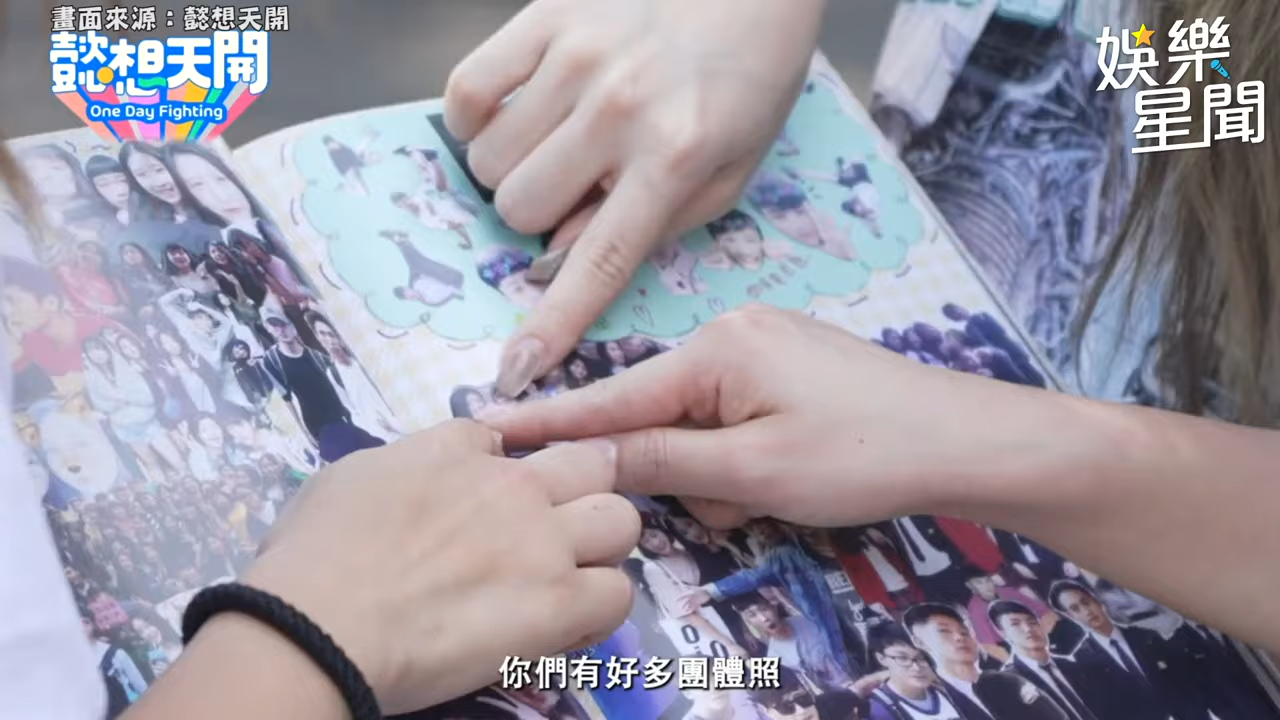 畫面來源：懿想天開
懿想天開
One Day Fighting
娛樂
星聞
你們有好多團體照